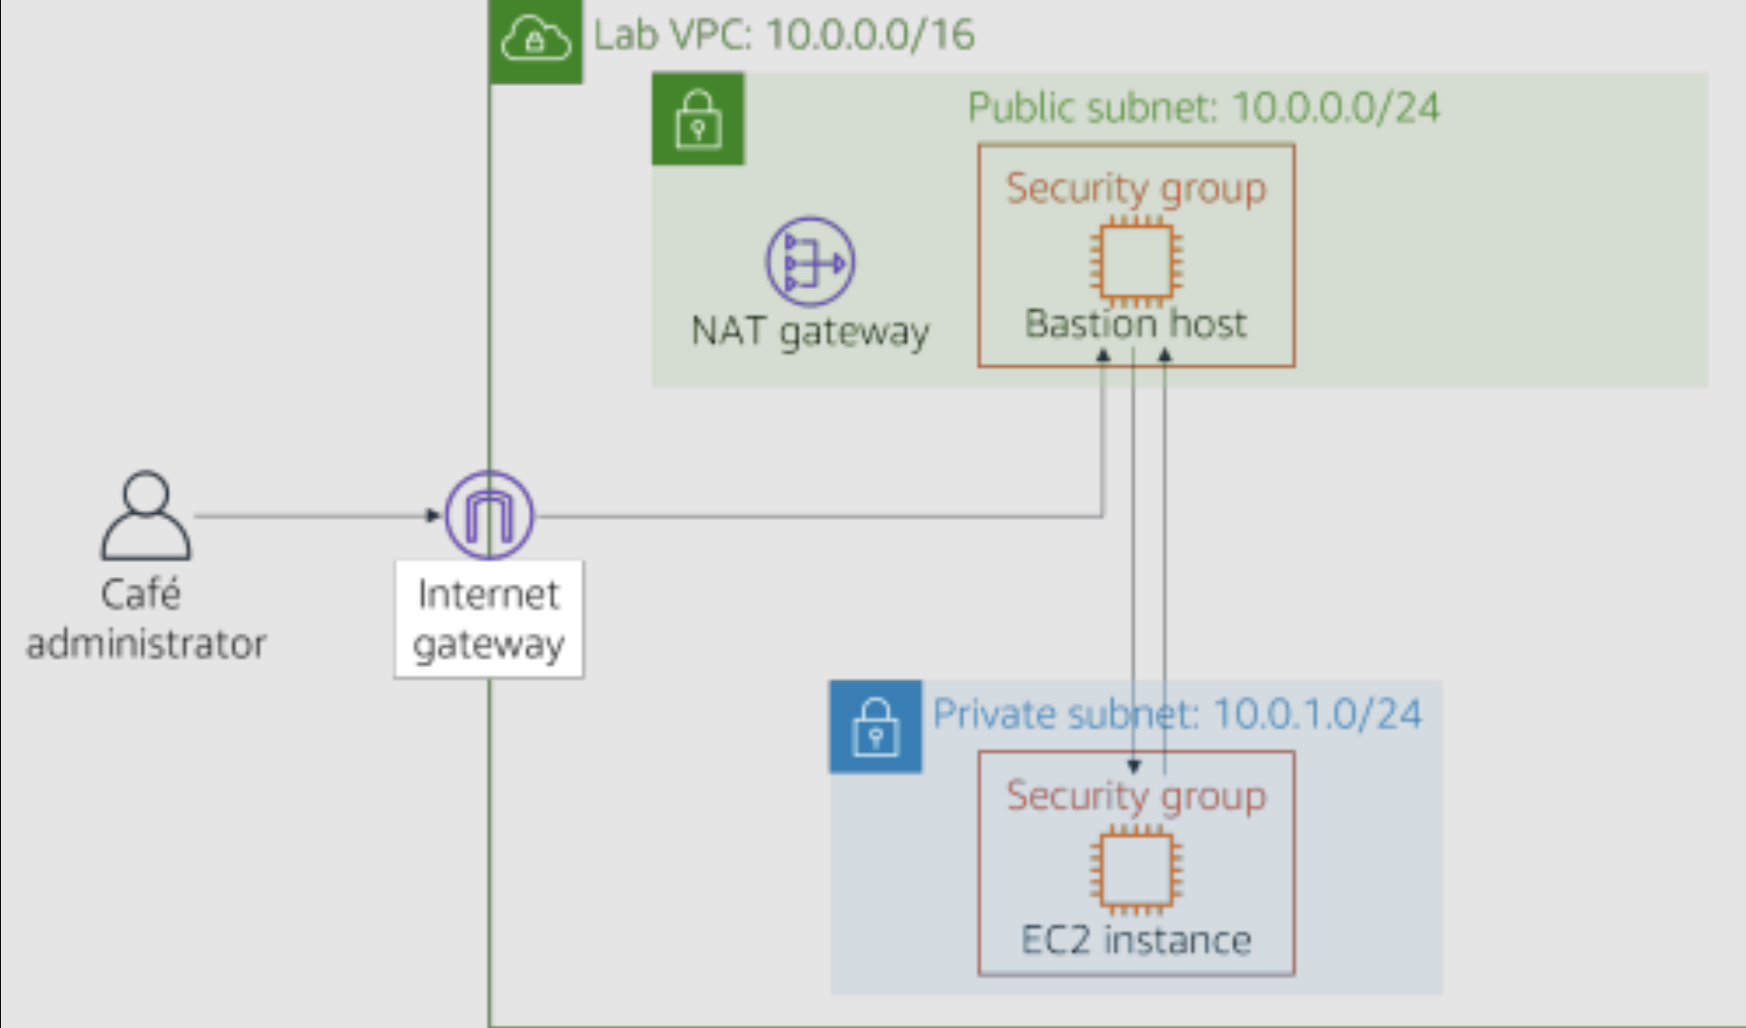 Lab VPC: 10.0.0.0/16
Public subnet: 10.0.0.0/24
Security group
NAT gateway
Bastion host
Café
administrator
Internet
gateway
Private subnet: 10.0.1.0/24
Security group
EC2 instance